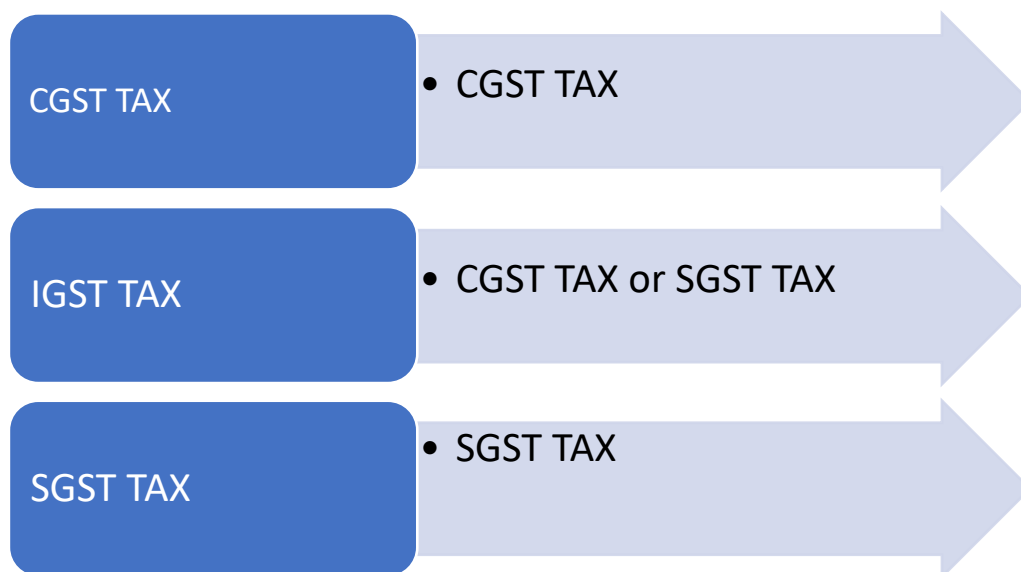 CGST TAX
• CGST TAX
IGST TAX
• CGST TAX or SGST TAX
SGST TAX
• SGST TAX